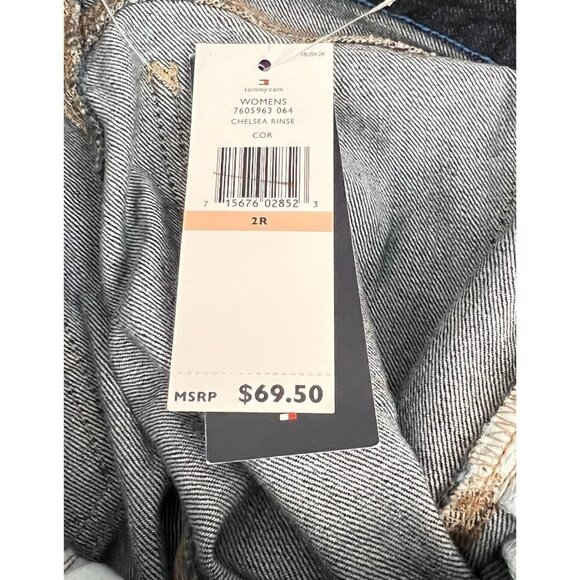 tommy.com
WOMENS
7605963 064
CHELSEA RINSE
COR
7 15676 02852 3
2R
MSRP $69.50